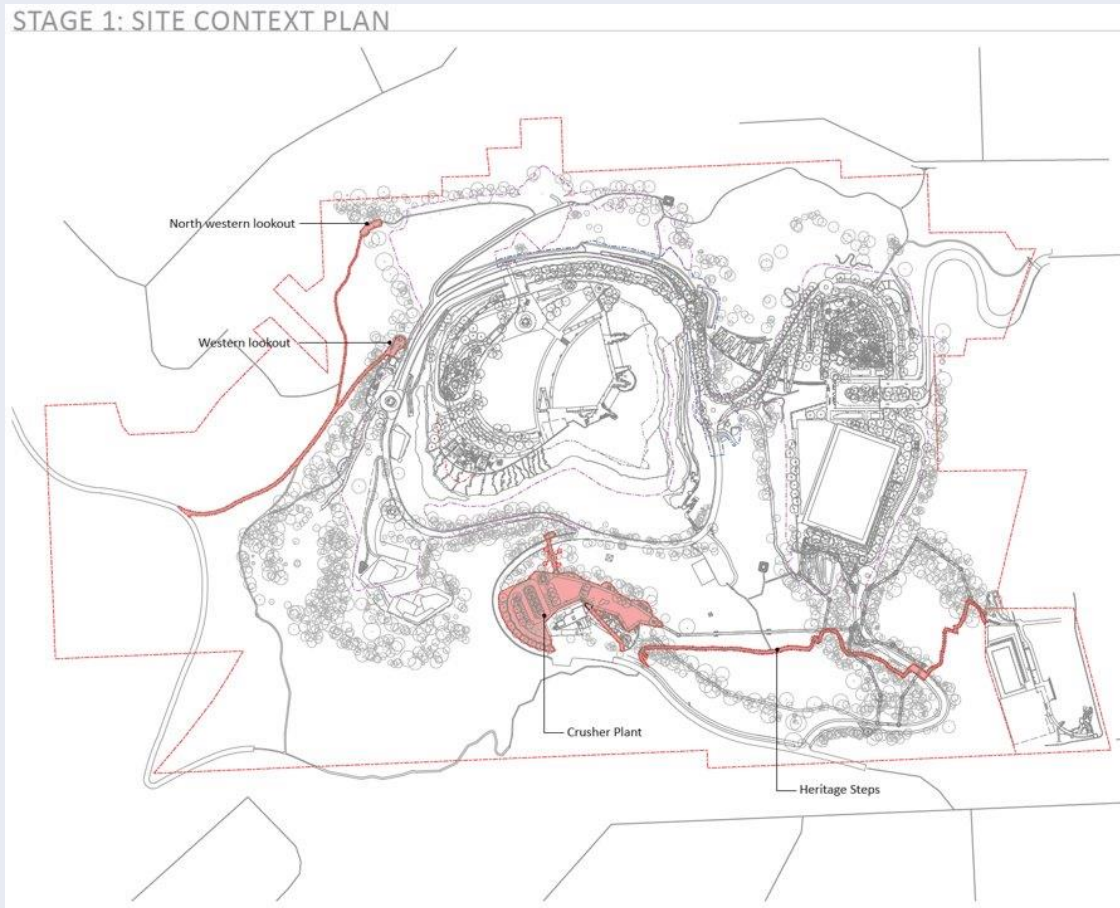 STAGE 1: SITE CONTEXT PLAN
North western lookout
Western lookout
Crusher Plant
Heritage Steps